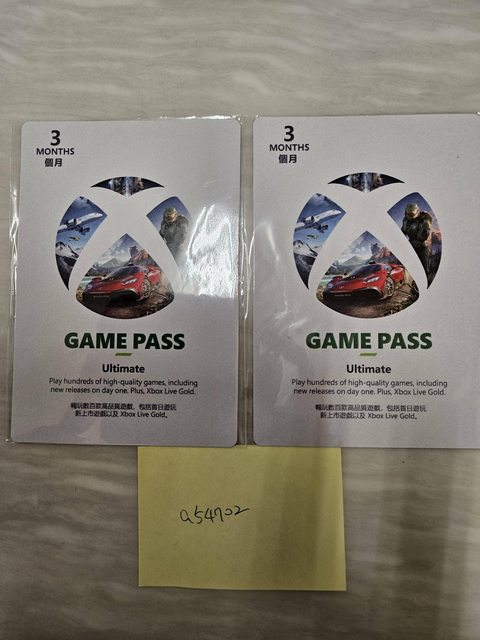 3
MONTHS
個月
GAME PASS
Ultimate
Play hundreds of high-quality games, including
new releases on day one. Plus, Xbox Live Gold.
暢玩數百款高品質遊戲，包括首日遊玩
新上市遊戲以及 Xbox Live Gold。
3
MONTHS
個月
GAME PASS
Ultimate
Play hundreds of high-quality games, including
new releases on day one. Plus, Xbox Live Gold.
暢玩數百款高品質遊戲，包括首日遊玩
新上市遊戲以及 Xbox Live Gold。
a54702